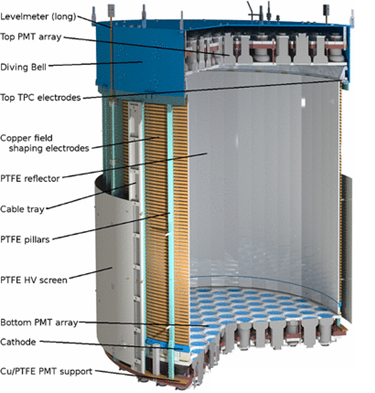 Levelmeter (long)
Top PMT array
Diving Bell
Top TPC electrodes
Copper field
shaping electrodes
PTFE reflector
Cable tray
PTFE pillars
PTFE HV screen
Bottom PMT array
Cathode
Cu/PTFE PMT support